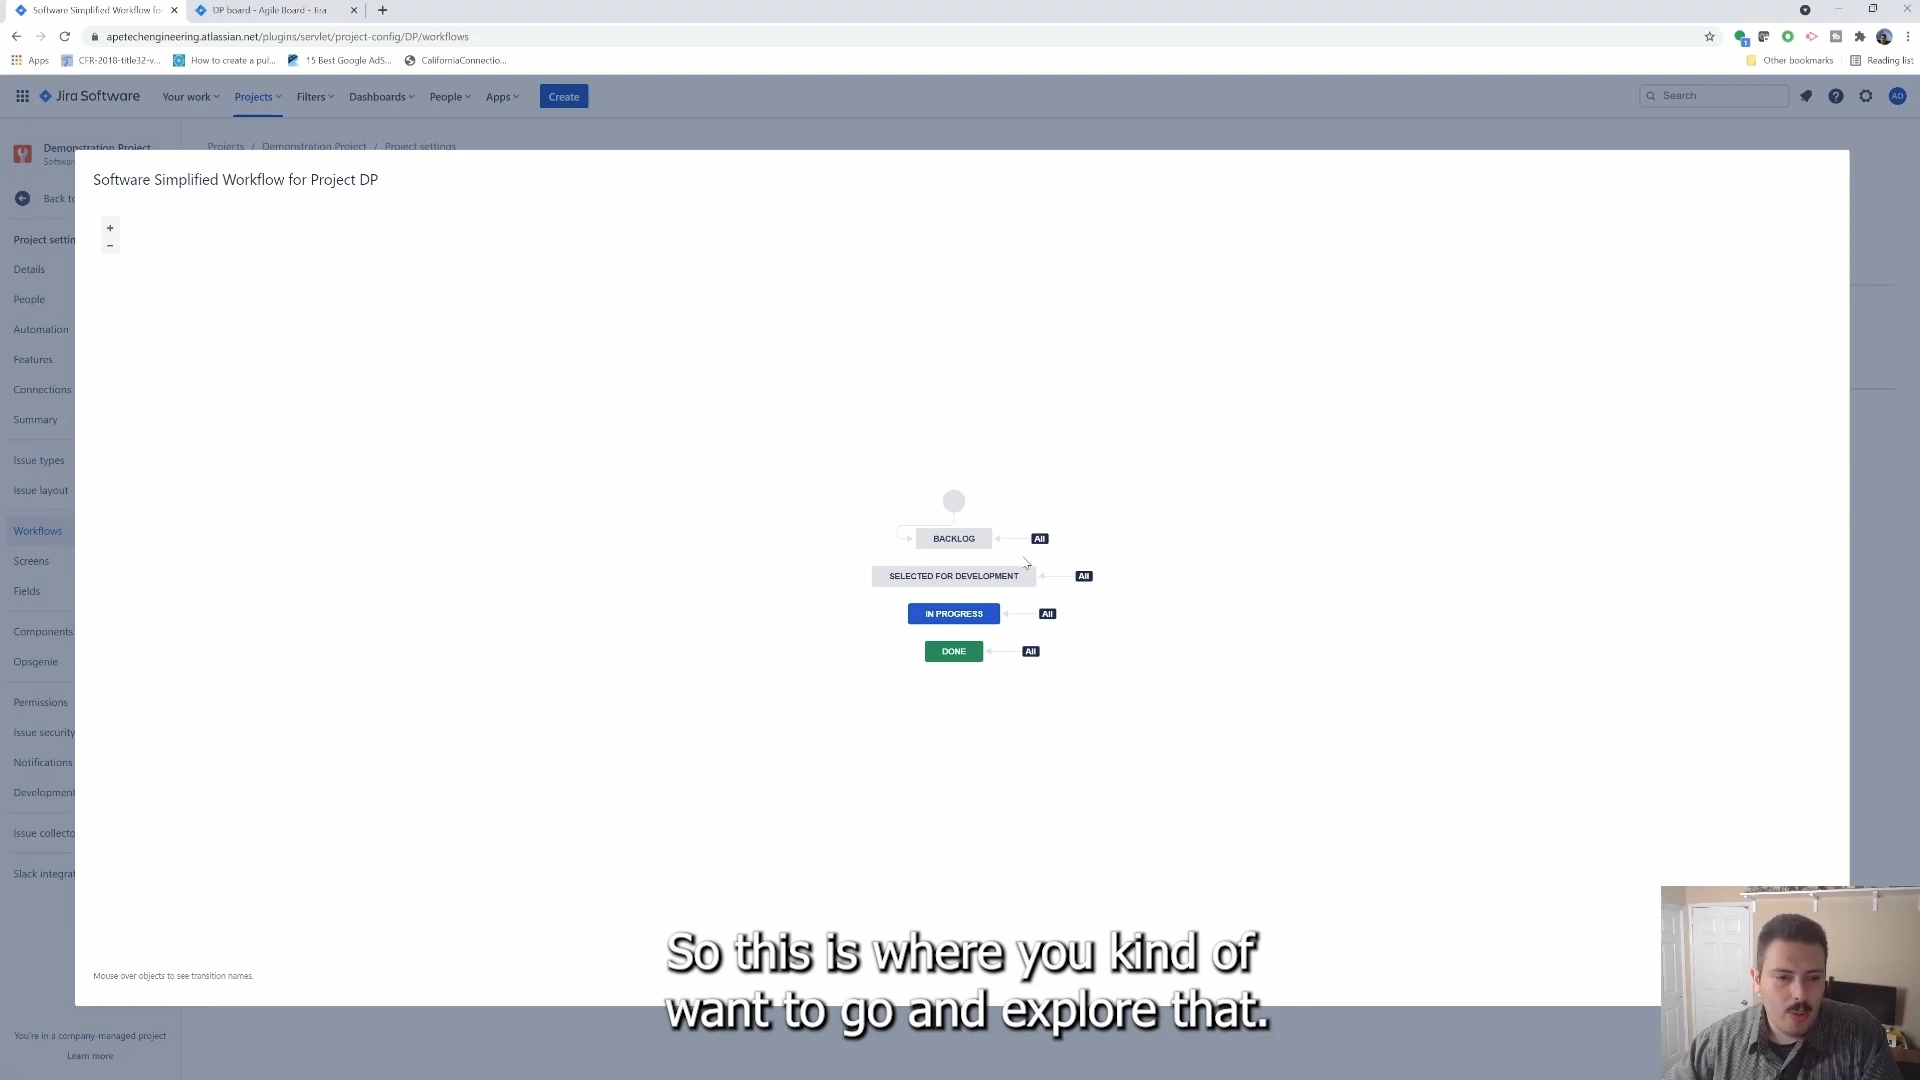 Software Simplified Workflow fo
DP board - Agile Board - Jira
apetechengineering.atlassian.net/plugins/servlet/project-config/DP/workflows
Apps
CFR-2018-title32-v...
How to create a pul...
15 Best Google AdS...
CaliforniaConnectio...
Other bookmarks
Reading list
Jira Software
Your work
Projects
Filters
Dashboards
People
Apps
Create
Search
AO
Demonstration Project
Softwa
Projects / Demonstration Project / Project settings
Back to
Project settin
Details
People
Automation
Features
Connections
Summary
Issue types
Issue layout
Workflows
Screens
Fields
Components
Opsgenie
Permissions
Issue security
Notifications
Development
Issue collecto
Slack integrat
You're in a company-managed project
Learn more
Software Simplified Workflow for Project DP
+
−
BACKLOG
All
SELECTED FOR DEVELOPMENT
All
IN PROGRESS
All
DONE
All
Mouse over objects to see transition names.
So this is where you kind of
want to go and explore that.